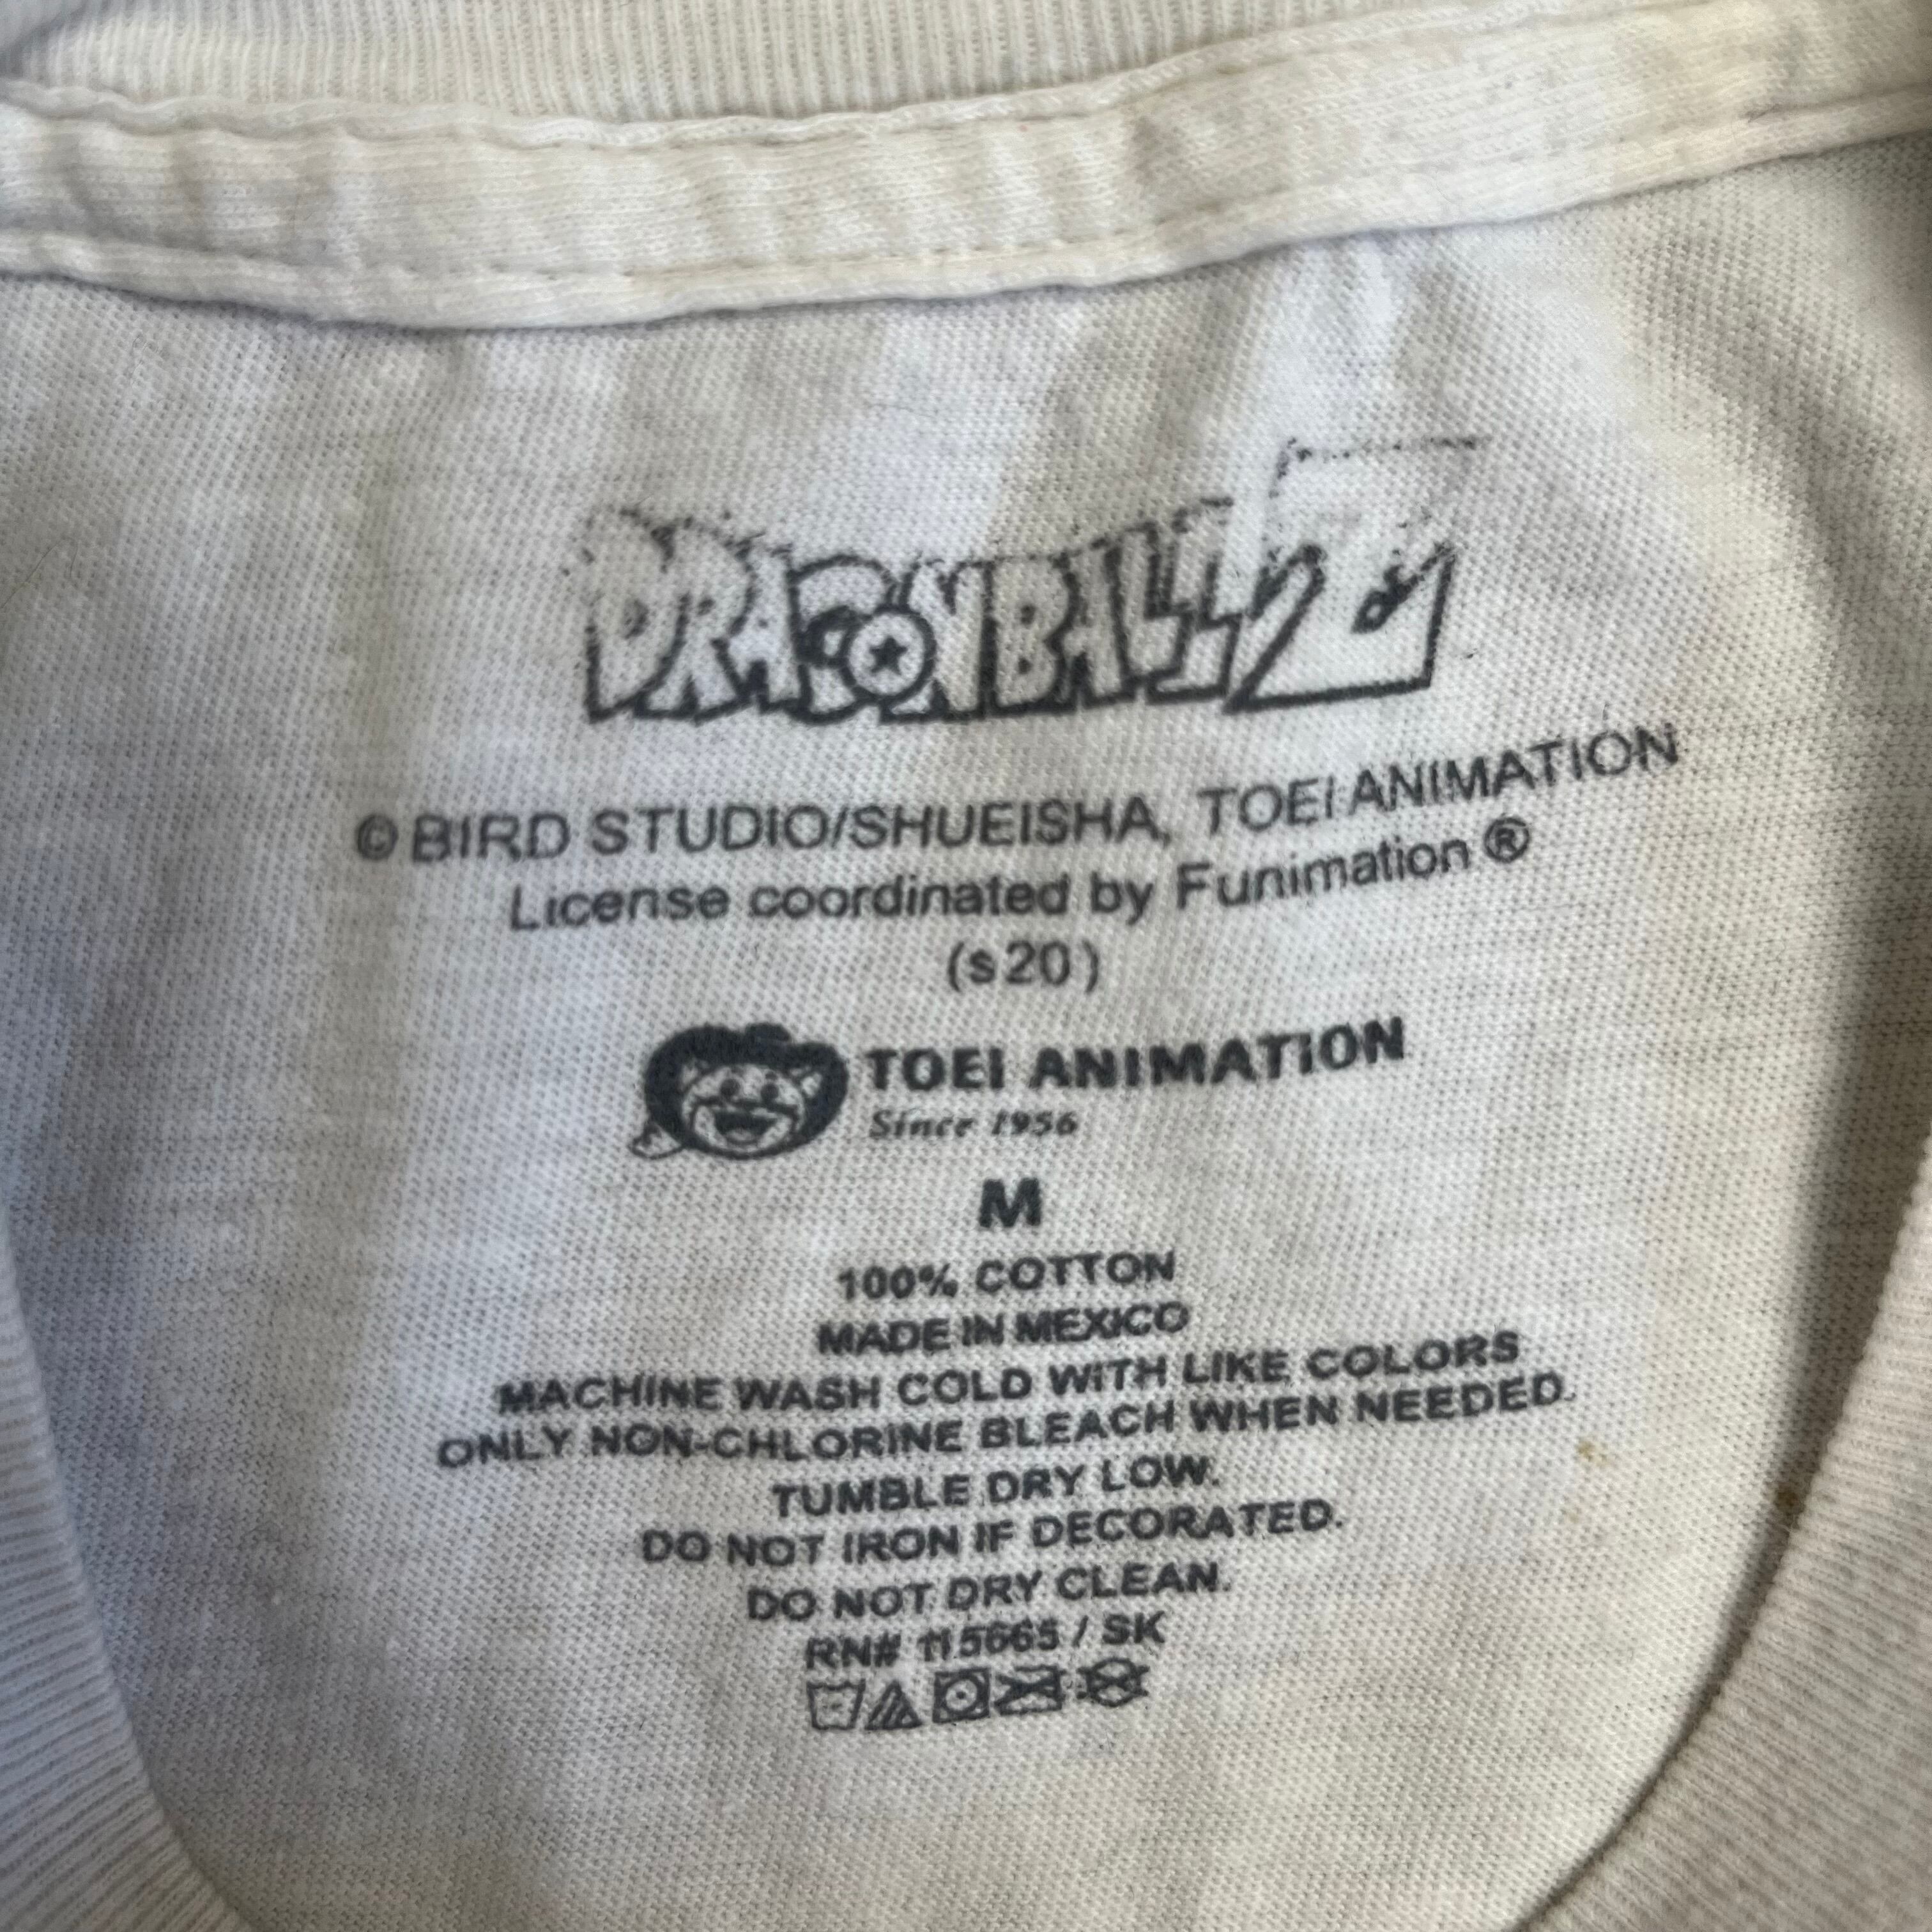 DRAGONBALL Z
© BIRD STUDIO/SHUEISHA, TOEI ANIMATION
License coordinated by Funimation ®
(s20)
TOEI ANIMATION
Since 1956
M
100% COTTON
MADE IN MEXICO
MACHINE WASH COLD WITH LIKE COLORS
ONLY NON-CHLORINE BLEACH WHEN NEEDED.
TUMBLE DRY LOW.
DO NOT IRON IF DECORATED.
DO NOT DRY CLEAN.
RN# 115665 / SK